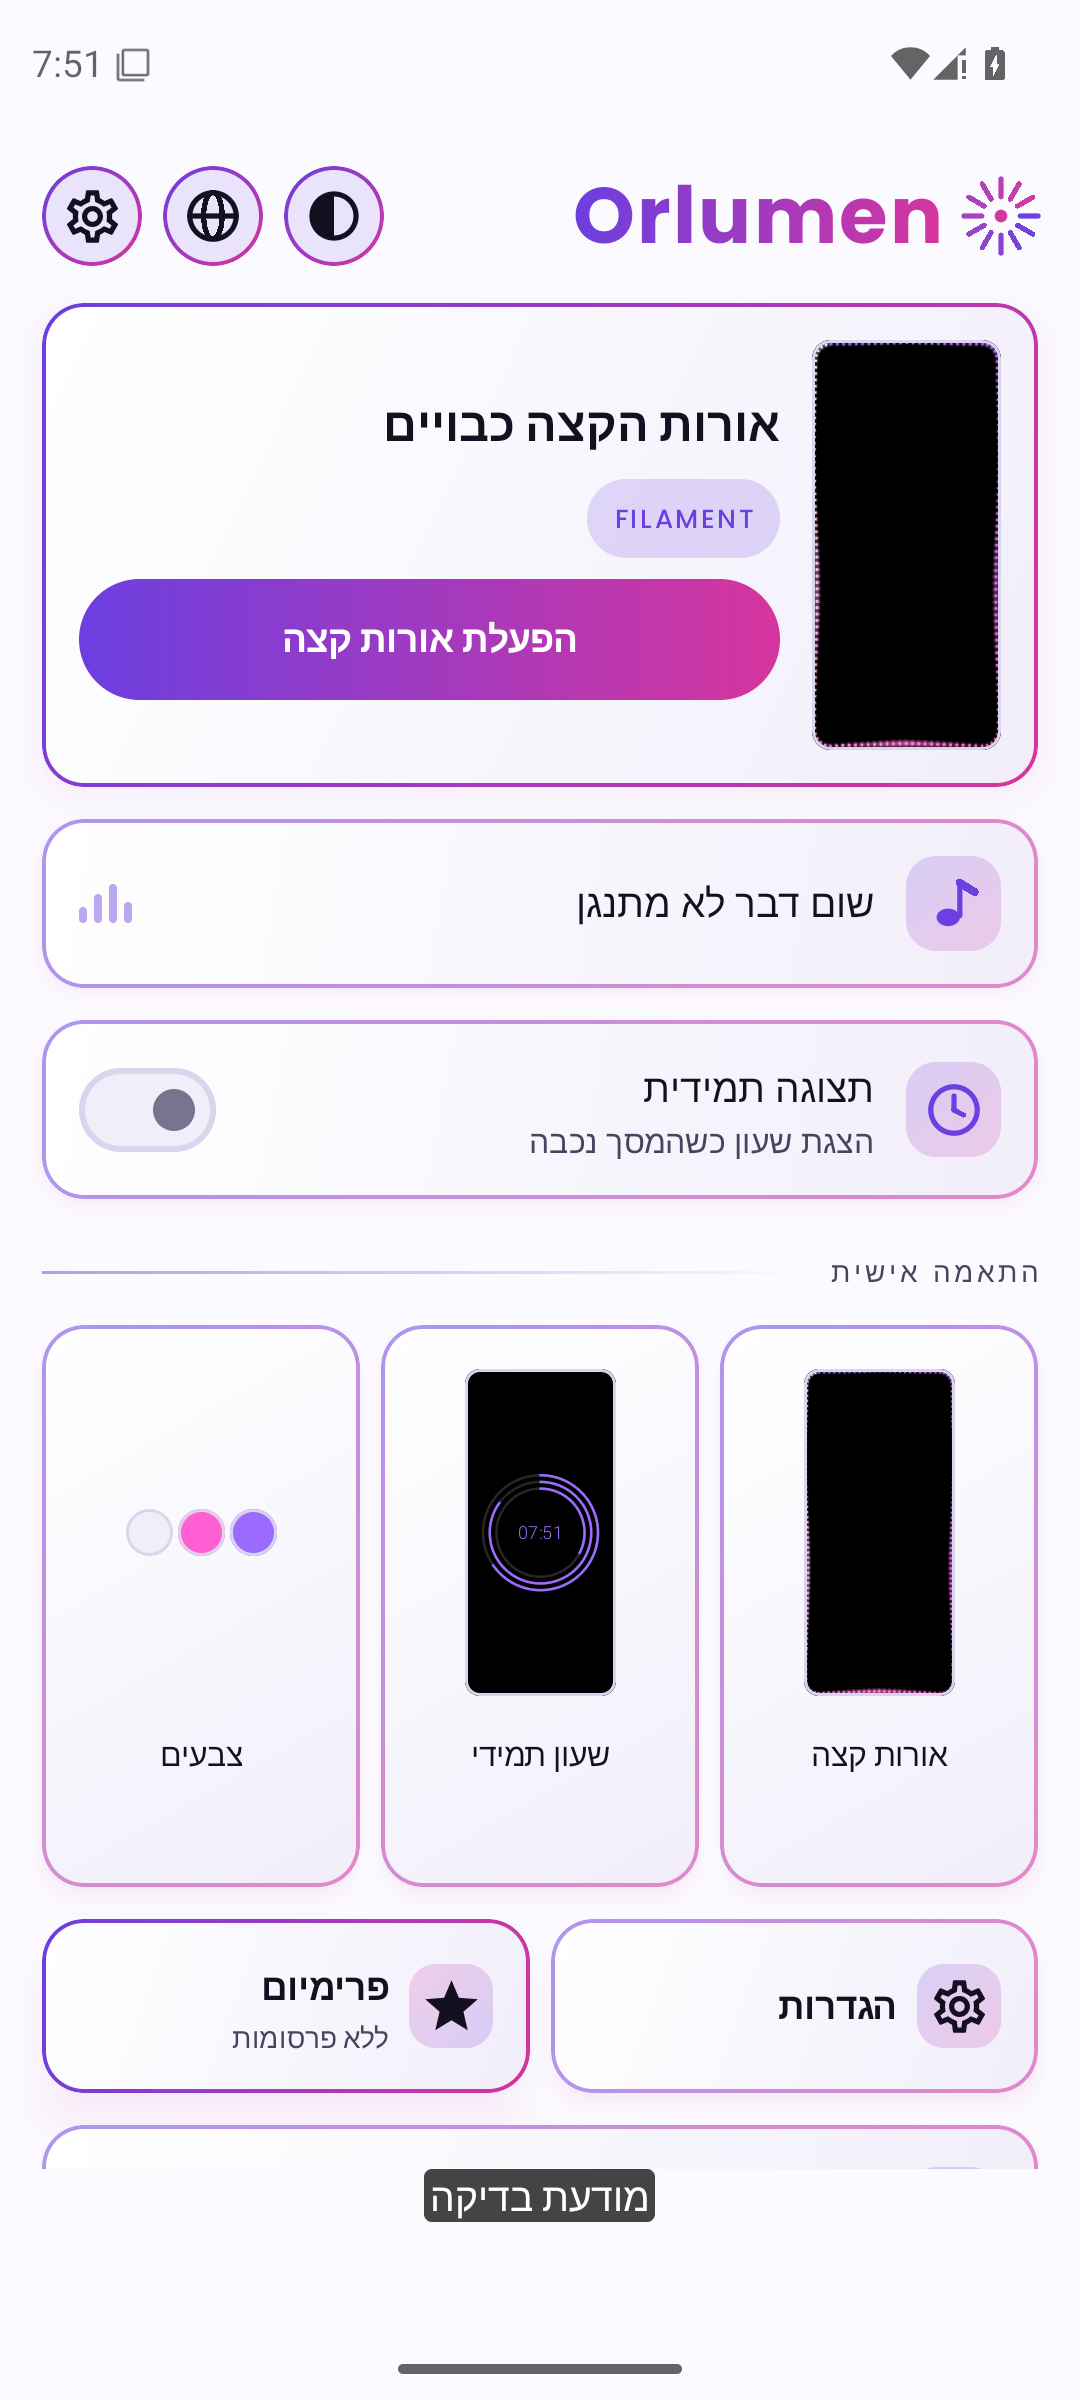 7:51
Orlumen
אורות הקצה כבויים
FILAMENT
הפעלת אורות קצה
שום דבר לא מתנגן
תצוגה תמידית
הצגת שעון כשהמסך נכבה
התאמה אישית
07:51
אורות קצה
שעון תמידי
צבעים
הגדרות
פרימיום
ללא פרסומות
מודעת בדיקה